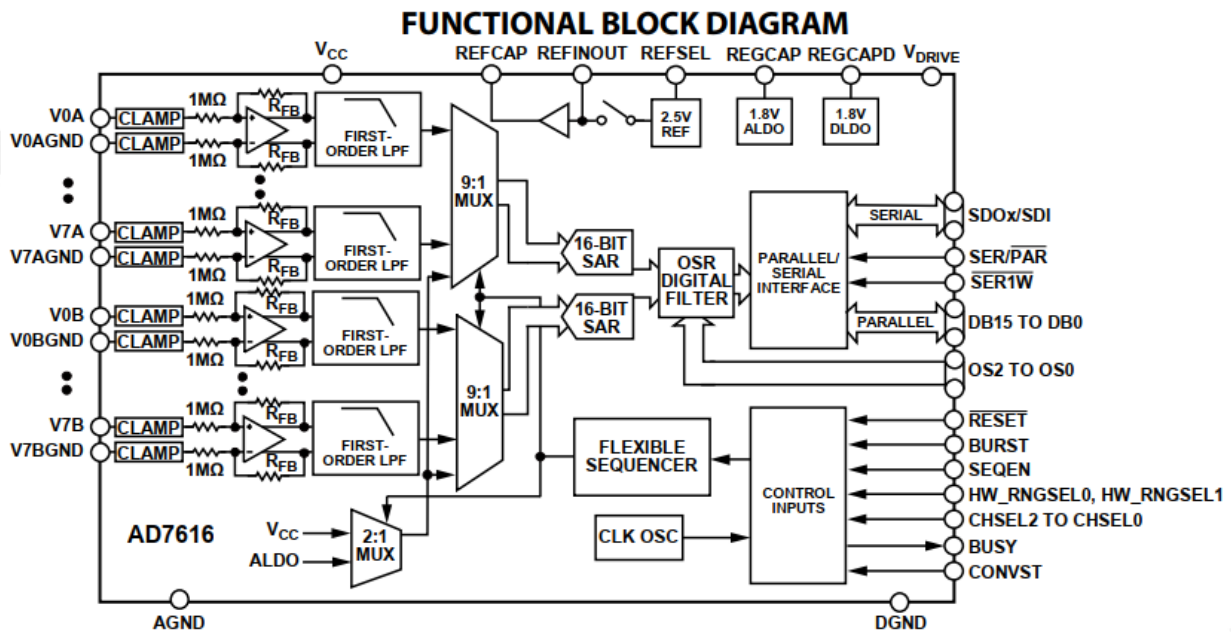 FUNCTIONAL BLOCK DIAGRAM
VCC
REFCAP
REFINOUT
REFSEL
REGCAP
REGCAPD
VDRIVE
V0A
CLAMP
1MΩ
RFB
V0AGND
CLAMP
1MΩ
RFB
FIRST-
ORDER LPF
2.5V
REF
1.8V
ALDO
1.8V
DLDO
9:1
MUX
V7A
CLAMP
1MΩ
RFB
V7AGND
CLAMP
1MΩ
RFB
FIRST-
ORDER LPF
V0B
CLAMP
1MΩ
RFB
V0BGND
CLAMP
1MΩ
RFB
FIRST-
ORDER LPF
9:1
MUX
V7B
CLAMP
1MΩ
RFB
V7BGND
CLAMP
1MΩ
RFB
FIRST-
ORDER LPF
16-BIT
SAR
16-BIT
SAR
OSR
DIGITAL
FILTER
PARALLEL/
SERIAL
INTERFACE
SERIAL
SDOx/SDI
SER/PAR
SER1W
PARALLEL
DB15 TO DB0
OS2 TO OS0
FLEXIBLE
SEQUENCER
CLK OSC
CONTROL
INPUTS
RESET
BURST
SEQEN
HW_RNGSEL0, HW_RNGSEL1
CHSEL2 TO CHSEL0
BUSY
CONVST
AD7616
VCC
ALDO
2:1
MUX
AGND
DGND